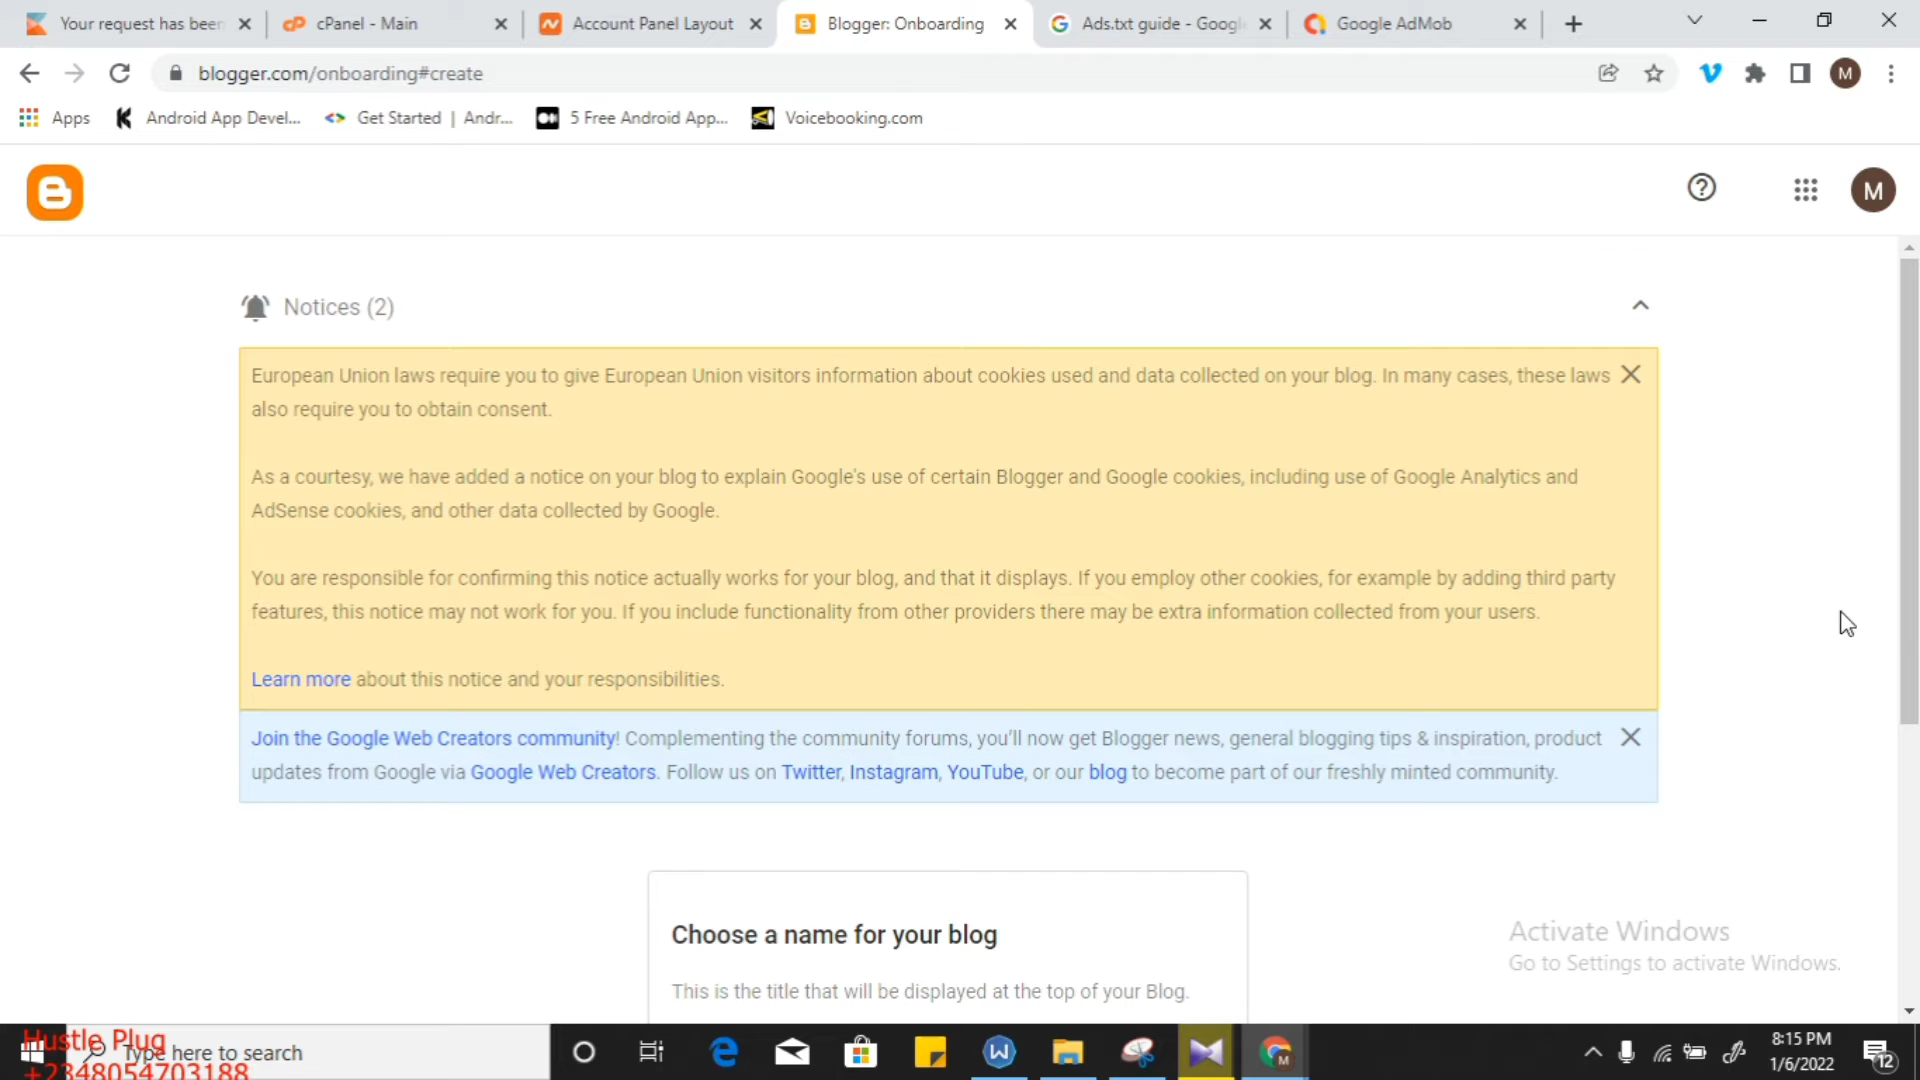 Your request has been
cPanel - Main
Account Panel Layout
Blogger: Onboarding
Ads.txt guide - Google
Google AdMob
blogger.com/onboarding#create
M
Apps
Android App Devel...
Get Started | Andr...
5 Free Android App...
Voicebooking.com
M
Notices (2)
European Union laws require you to give European Union visitors information about cookies used and data collected on your blog. In many cases, these laws
also require you to obtain consent.
As a courtesy, we have added a notice on your blog to explain Google's use of certain Blogger and Google cookies, including use of Google Analytics and
AdSense cookies, and other data collected by Google.
You are responsible for confirming this notice actually works for your blog, and that it displays. If you employ other cookies, for example by adding third party
features, this notice may not work for you. If you include functionality from other providers there may be extra information collected from your users.
Learn more about this notice and your responsibilities.
Join the Google Web Creators community! Complementing the community forums, you'll now get Blogger news, general blogging tips & inspiration, product
updates from Google via Google Web Creators. Follow us on Twitter, Instagram, YouTube, or our blog to become part of our freshly minted community.
Choose a name for your blog
This is the title that will be displayed at the top of your Blog.
Activate Windows
Go to Settings to activate Windows.
Hustle Plug
+2348054703188
Type here to search
8:15 PM
1/6/2022
12